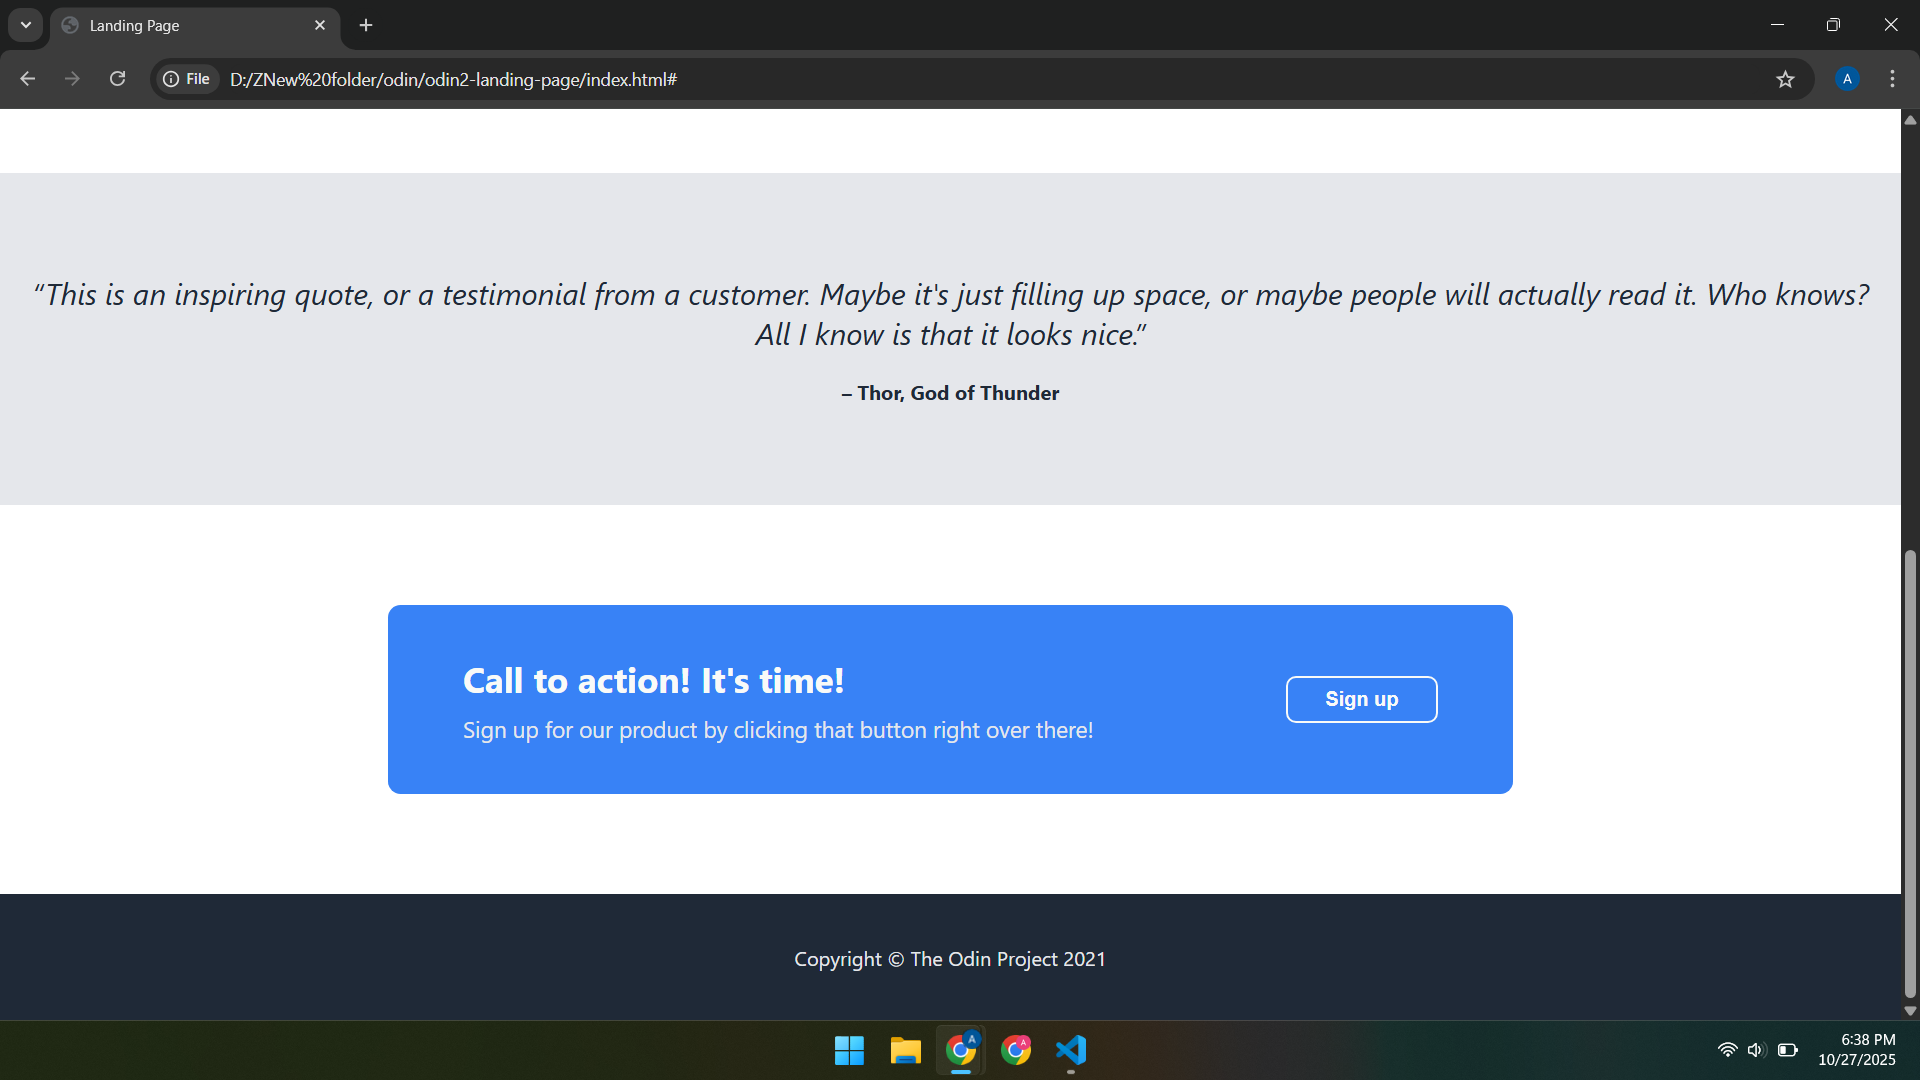 Landing Page
File
D:/ZNew%20folder/odin/odin2-landing-page/index.html#
A
“This is an inspiring quote, or a testimonial from a customer. Maybe it's just filling up space, or maybe people will actually read it. Who knows?
All I know is that it looks nice.”
– Thor, God of Thunder
Call to action! It's time!
Sign up for our product by clicking that button right over there!
Sign up
Copyright © The Odin Project 2021
A
A
6:38 PM
10/27/2025